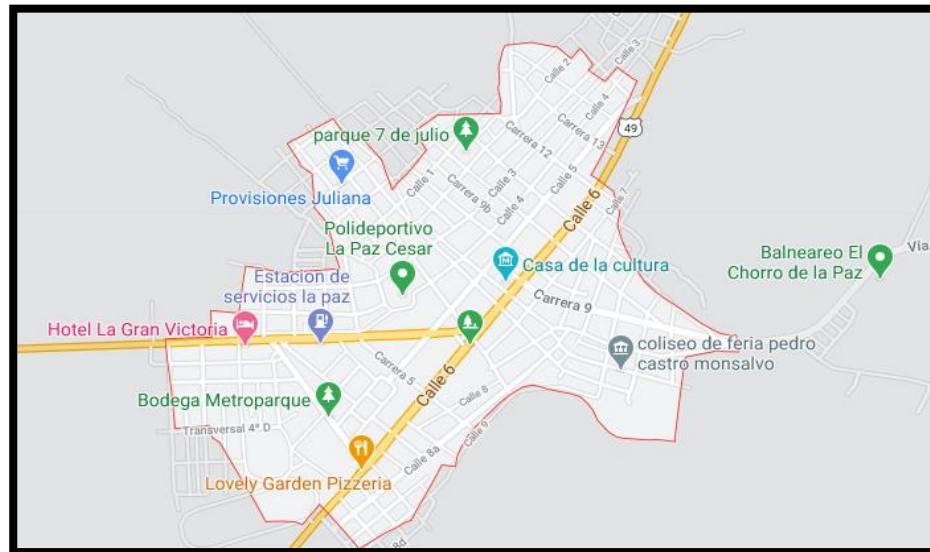 Calle 3
Calle 2
Calle 4
49
parque 7 de julio
Carrera 12
Carrera 13
Calle 1
Calle 3
Calle 5
Provisiones Juliana
Carrera 9b
Calle 4
Calle 7
Calle 6
Polideportivo
La Paz Cesar
Casa de la cultura
Balneareo El
Chorro de la Paz
Via
Estacion de
servicios la paz
Carrera 9
Hotel La Gran Victoria
coliseo de feria pedro
castro monsalvo
Carrera 5
Calle 6
Calle 8
Bodega Metroparque
Transversal 4° D
Calle 9
Calle 8a
Lovely Garden Pizzeria
8d